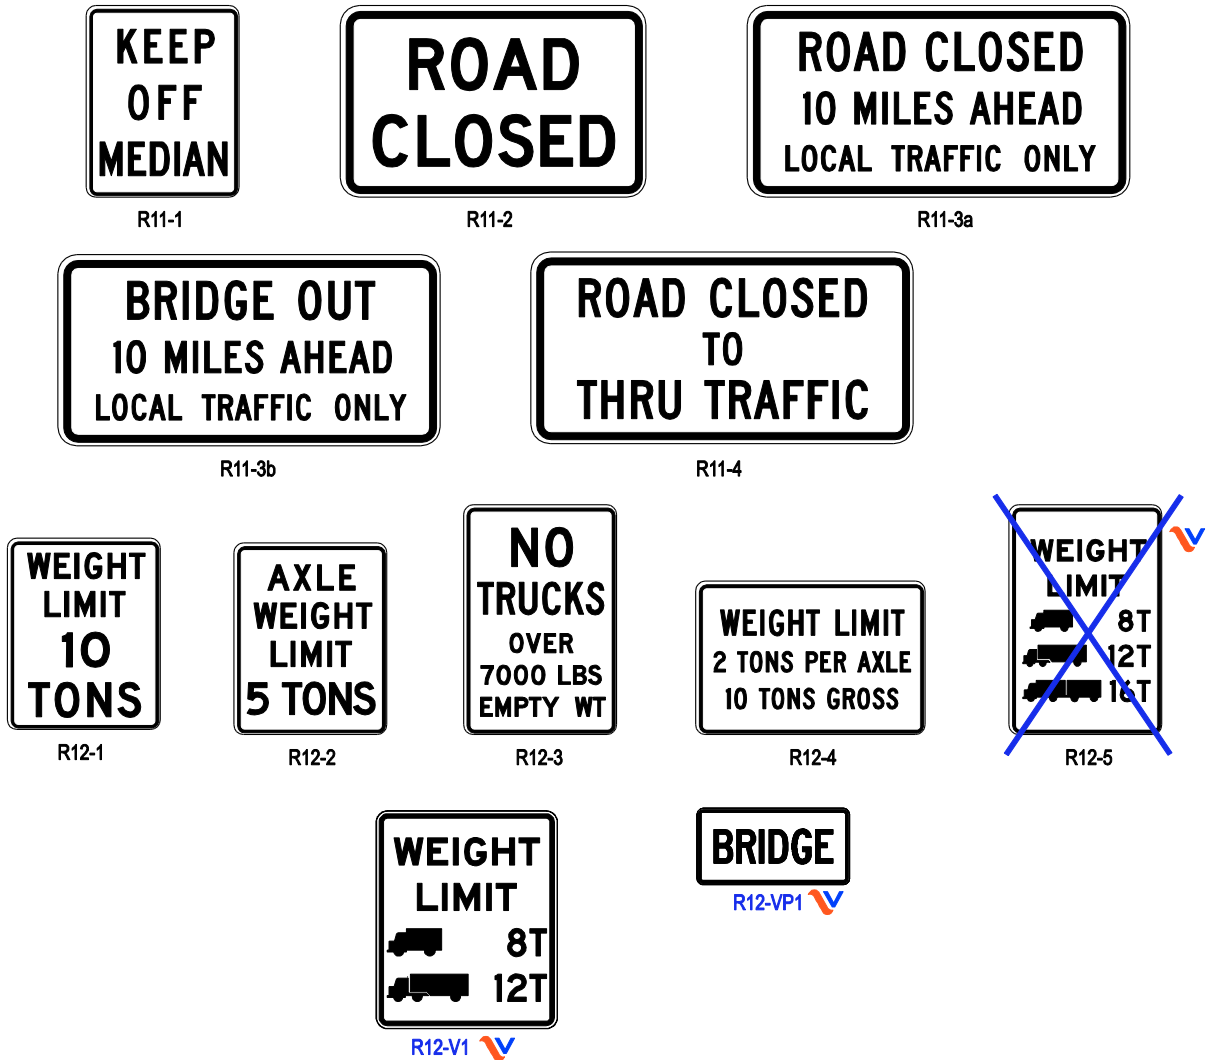 KEEP
OFF
MEDIAN
R11-1
ROAD
CLOSED
R11-2
ROAD CLOSED
10 MILES AHEAD
LOCAL TRAFFIC ONLY
R11-3a
BRIDGE OUT
10 MILES AHEAD
LOCAL TRAFFIC ONLY
R11-3b
ROAD CLOSED
TO
THRU TRAFFIC
R11-4
WEIGHT
LIMIT
10
TONS
R12-1
AXLE
WEIGHT
LIMIT
5 TONS
R12-2
NO
TRUCKS
OVER
7000 LBS
EMPTY WT
R12-3
WEIGHT LIMIT
2 TONS PER AXLE
10 TONS GROSS
R12-4
WEIGHT
LIMIT
8T
12T
16T
R12-5
WEIGHT
LIMIT
8T
12T
R12-V1
BRIDGE
R12-VP1